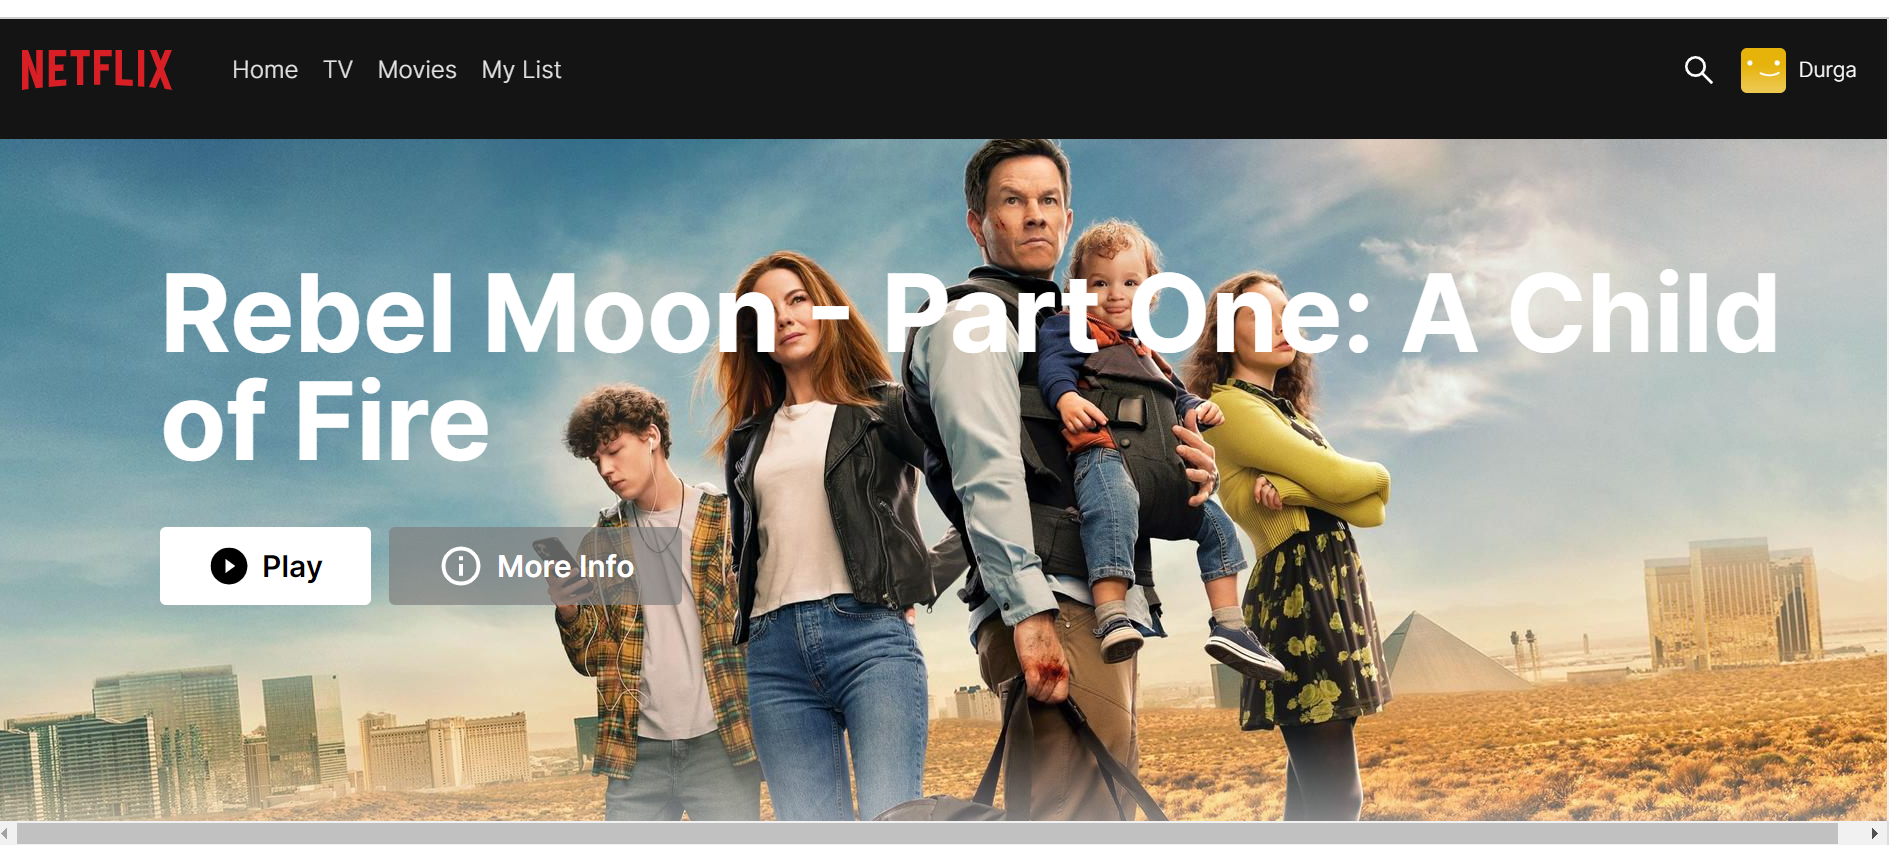 NETFLIX Home TV Movies My List Durga
Rebel Moon - Part One: A Child
of Fire
Play More Info